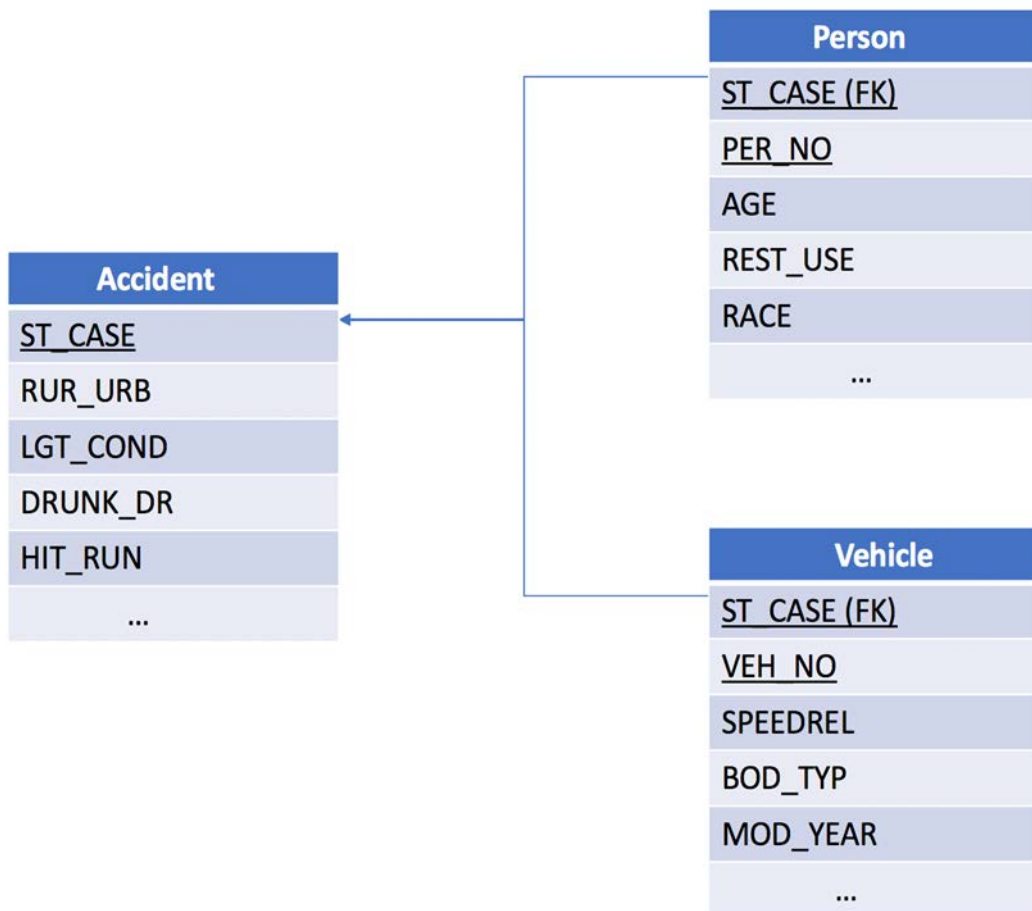 Accident
ST_CASE
RUR_URB
LGT_COND
DRUNK_DR
HIT_RUN
...
Person
ST_CASE (FK)
PER_NO
AGE
REST_USE
RACE
...
Vehicle
ST_CASE (FK)
VEH_NO
SPEEDREL
BOD_TYP
MOD_YEAR
...